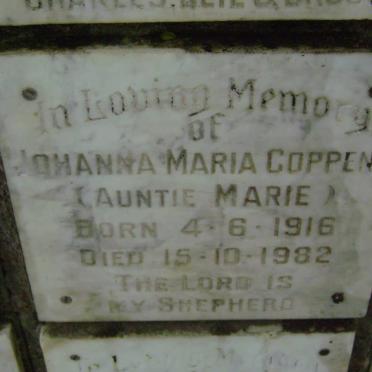 In Loving Memory
of
JOHANNA MARIA COPPEN
(AUNTIE MARIE)
BORN 4-6-1916
DIED 15-10-1982
THE LORD IS
MY SHEPHERD